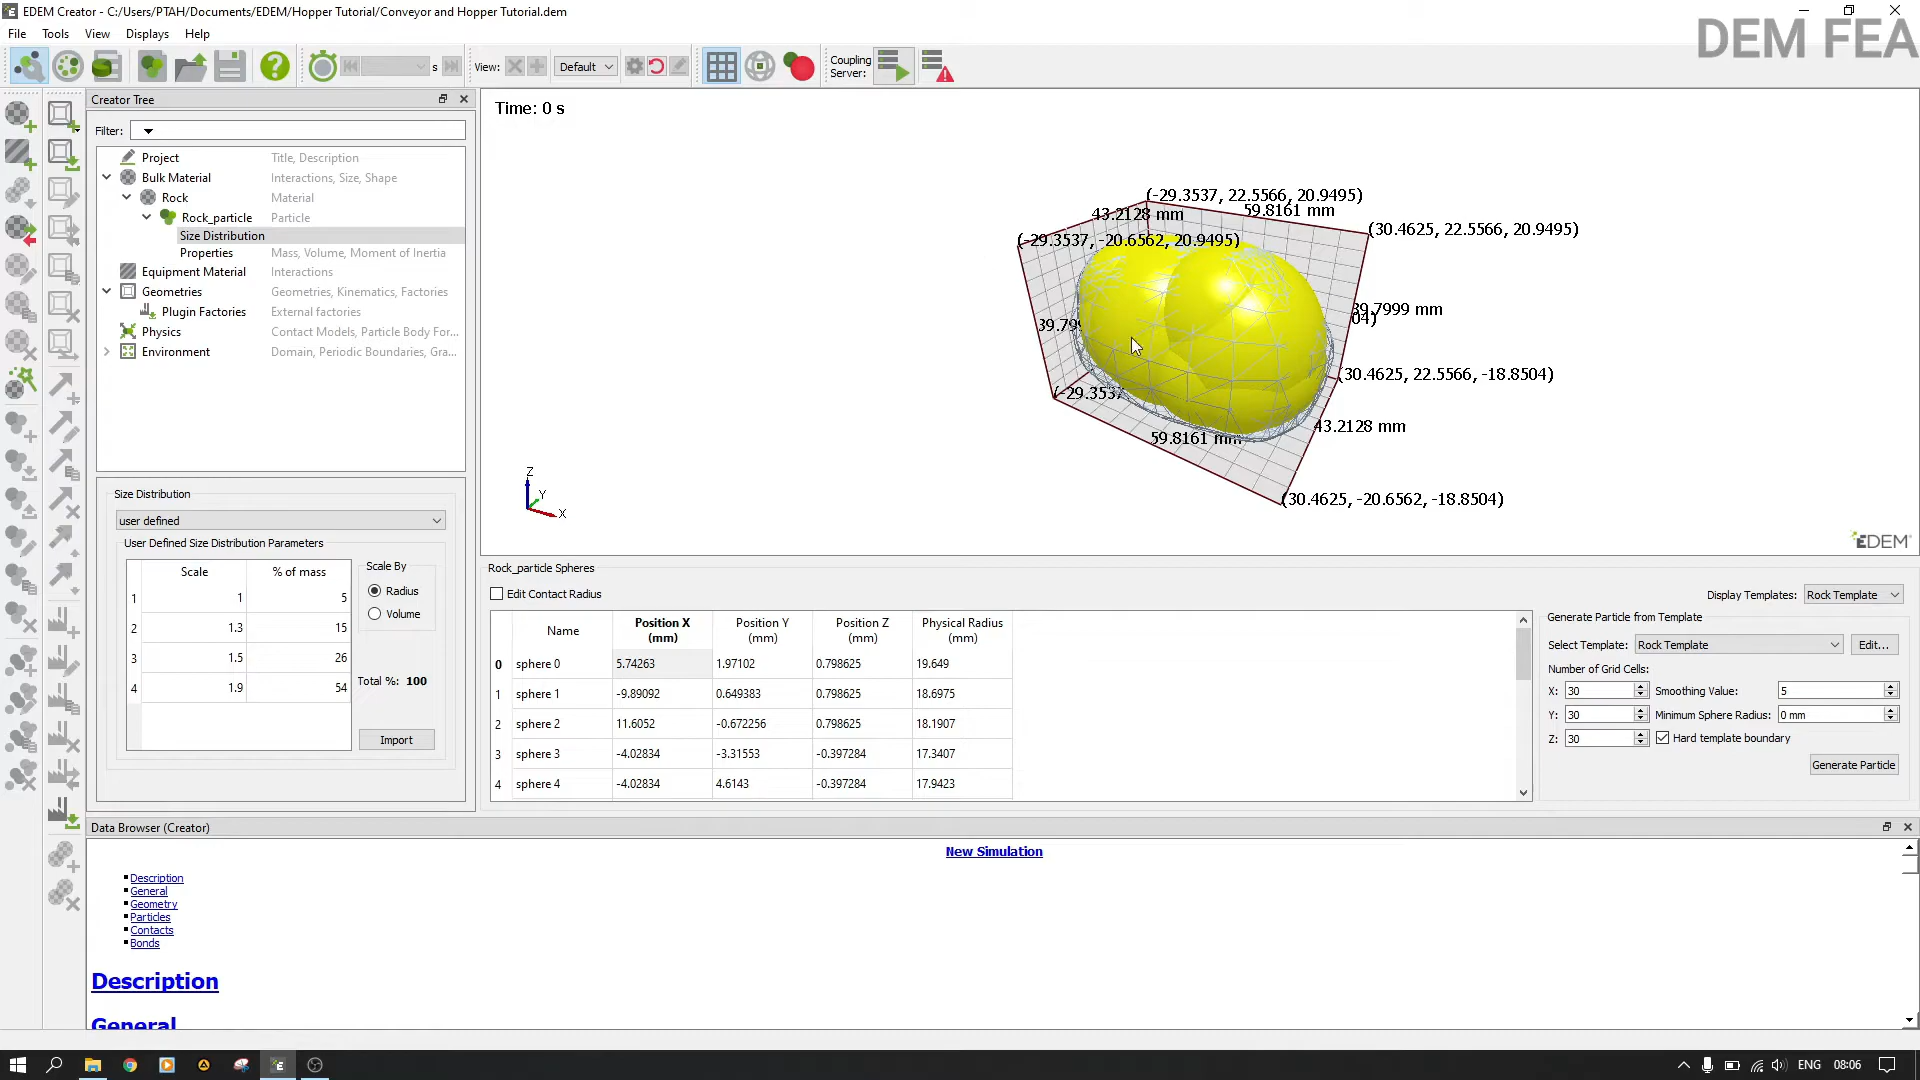 EDEM Creator - C:/Users/PTAH/Documents/EDEM/Hopper Tutorial/Conveyor and Hopper Tutorial.dem
DEM FEA
File Tools View Displays Help
s View: Default Coupling Server:
Creator Tree
Filter:
Project Title, Description
Bulk Material Interactions, Size, Shape
Rock Material
Rock_particle Particle
Size Distribution
Properties Mass, Volume, Moment of Inertia
Equipment Material Interactions
Geometries Geometries, Kinematics, Factories
Plugin Factories External factories
Physics Contact Models, Particle Body For...
Environment Domain, Periodic Boundaries, Gra...
Size Distribution
user defined
User Defined Size Distribution Parameters
Scale % of mass
1 1 5
2 1.3 15
3 1.5 26
4 1.9 54
Scale By
Radius
Volume
Total %: 100
Import
Time: 0 s
(-29.3537, 22.5566, 20.9495)
43.2128 mm 59.8161 mm
(30.4625, 22.5566, 20.9495)
(-29.3537, -20.6562, 20.9495)
39.7999 mm
04)
39.79
(30.4625, 22.5566, -18.8504)
(-29.3537
43.2128 mm
59.8161 mm
(30.4625, -20.6562, -18.8504)
Z
Y
X
EDEM
Rock_particle Spheres
Edit Contact Radius
Name Position X (mm) Position Y (mm) Position Z (mm) Physical Radius (mm)
0 sphere 0 5.74263 1.97102 0.798625 19.649
1 sphere 1 -9.89092 0.649383 0.798625 18.6975
2 sphere 2 11.6052 -0.672256 0.798625 18.1907
3 sphere 3 -4.02834 -3.31553 -0.397284 17.3407
4 sphere 4 -4.02834 4.6143 -0.397284 17.9423
Display Templates: Rock Template
Generate Particle from Template
Select Template: Rock Template Edit...
Number of Grid Cells:
X: 30 Smoothing Value: 5
Y: 30 Minimum Sphere Radius: 0 mm
Z: 30 Hard template boundary
Generate Particle
Data Browser (Creator)
New Simulation
Description
General
Geometry
Particles
Contacts
Bonds
Description
General
ENG 08:06